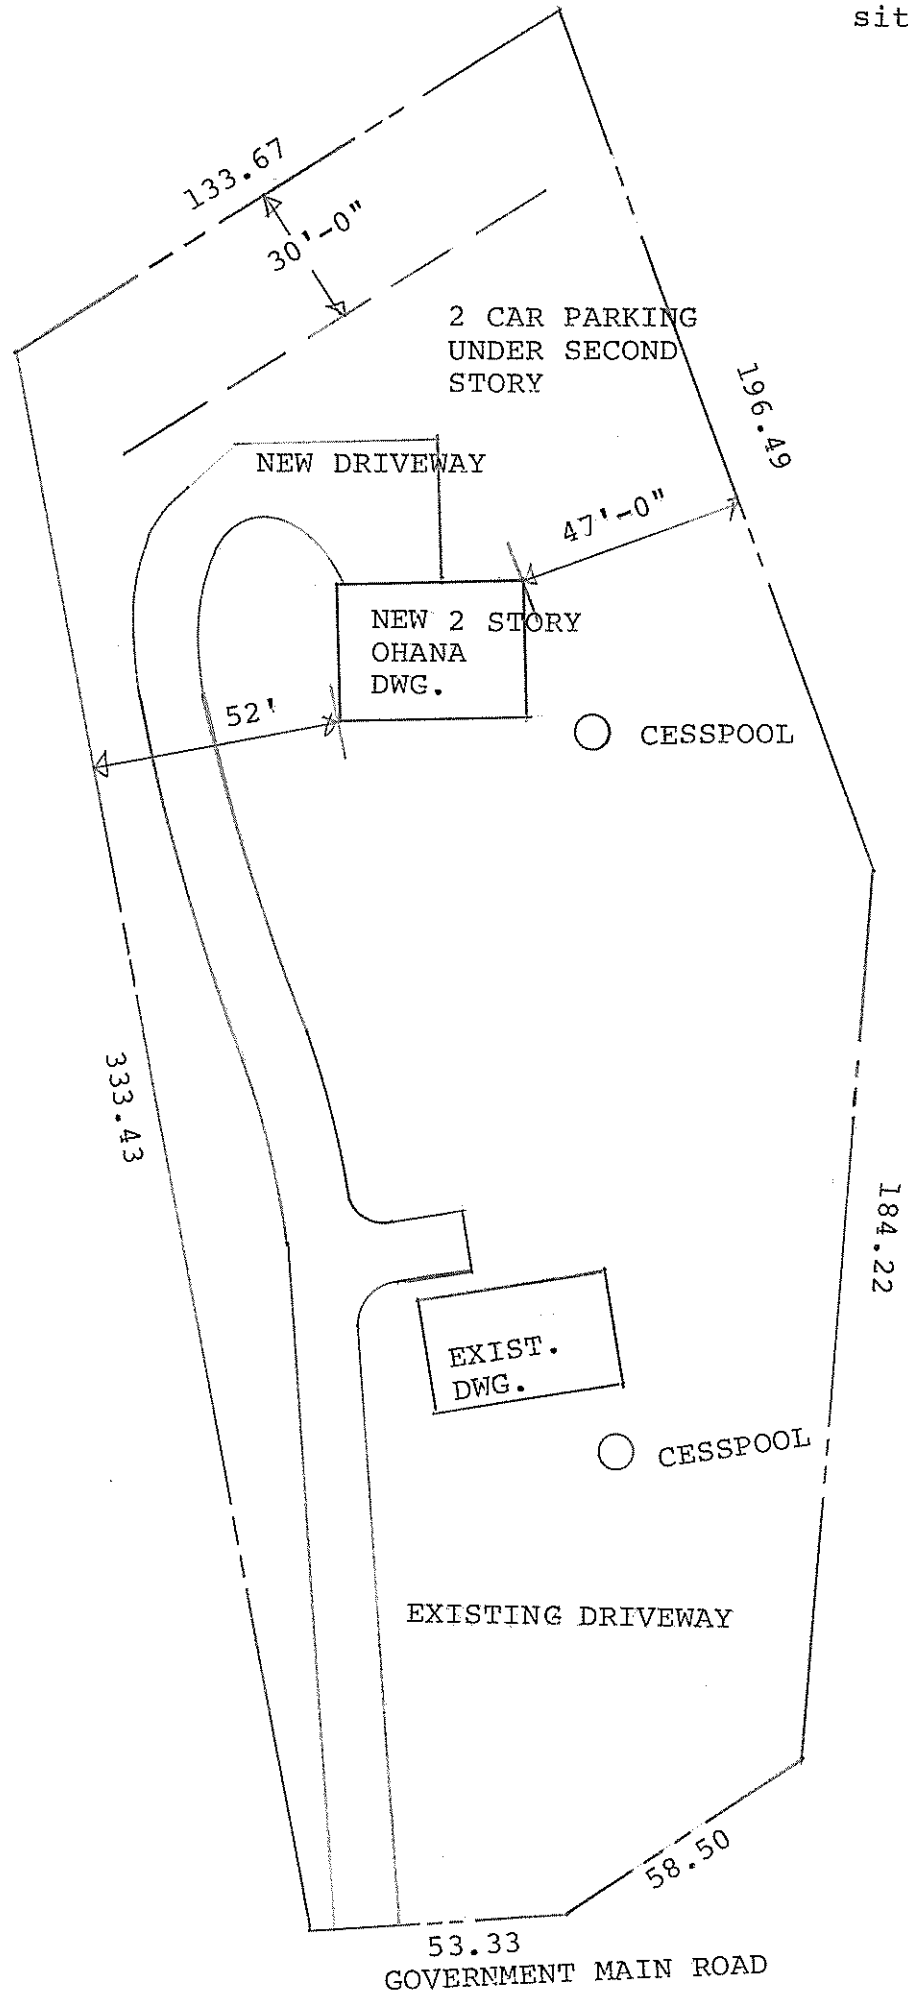 sit
133.67
30'-0"
2 CAR PARKING
UNDER SECOND
STORY
196.49
NEW DRIVEWAY
47'-0"
NEW 2 STORY
OHANA
DWG.
52'
CESSPOOL
333.43
184.22
EXIST.
DWG.
CESSPOOL
EXISTING DRIVEWAY
58.50
53.33
GOVERNMENT MAIN ROAD